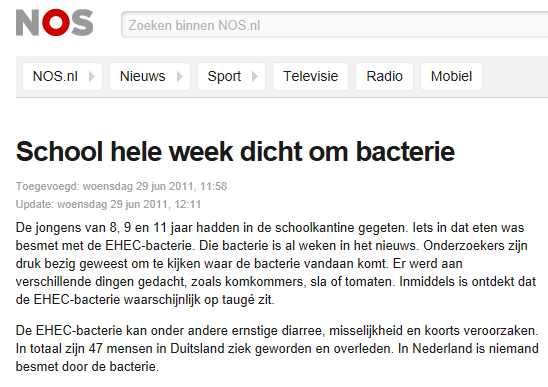 NOS
Zoeken binnen NOS.nl
NOS.nl Nieuws Sport Televisie Radio Mobiel
School hele week dicht om bacterie
Toegevoegd: woensdag 29 jun 2011, 11:58
Update: woensdag 29 jun 2011, 12:11
De jongens van 8, 9 en 11 jaar hadden in de schoolkantine gegeten. Iets in dat eten was
besmet met de EHEC-bacterie. Die bacterie is al weken in het nieuws. Onderzoekers zijn
druk bezig geweest om te kijken waar de bacterie vandaan komt. Er werd aan
verschillende dingen gedacht, zoals komkommers, sla of tomaten. Inmiddels is ontdekt dat
de EHEC-bacterie waarschijnlijk op taugé zit.
De EHEC-bacterie kan onder andere ernstige diarree, misselijkheid en koorts veroorzaken.
In totaal zijn 47 mensen in Duitsland ziek geworden en overleden. In Nederland is niemand
besmet door de bacterie.